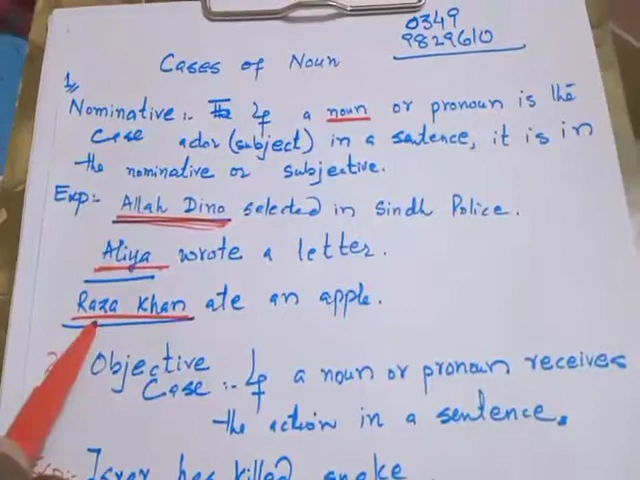 0349
9829610
Cases of Noun
1,
Nominative :- If a noun or pronoun is the
Case actor (subject) in a sentence, it is in
the nominative or subjective.
Exp:- Allah Dino selected in Sindh Police.
Aliya wrote a letter.
Raza Khan ate an apple.
2 Objective
Case :- If a noun or pronoun receives
the action in a sentence.
has killed snake